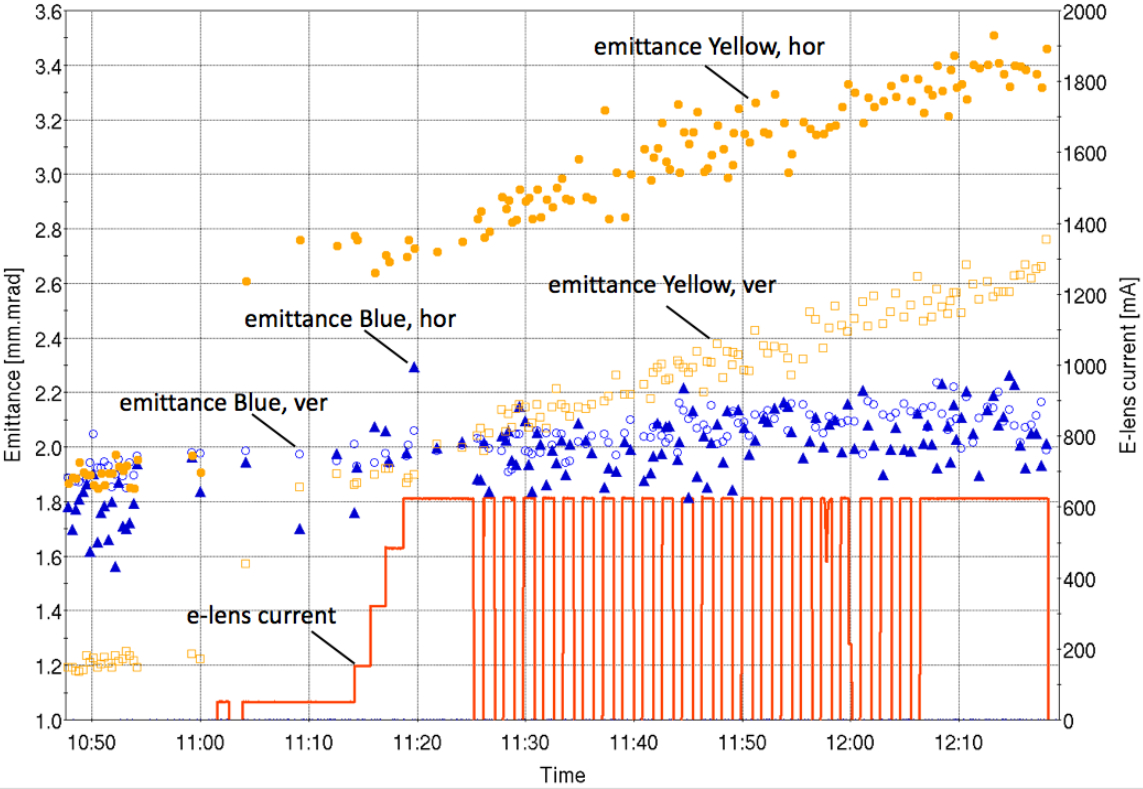 3.6
3.4
3.2
3.0
2.8
2.6
2.4
2.2
2.0
1.8
1.6
1.4
1.2
1.0
Emittance [mm.mrad]
emittance Yellow, hor
emittance Yellow, ver
emittance Blue, hor
emittance Blue, ver
e-lens current
2000
1800
1600
1400
1200
1000
800
600
400
200
0
E-lens current [mA]
10:50 11:00 11:10 11:20 11:30 11:40 11:50 12:00 12:10
Time